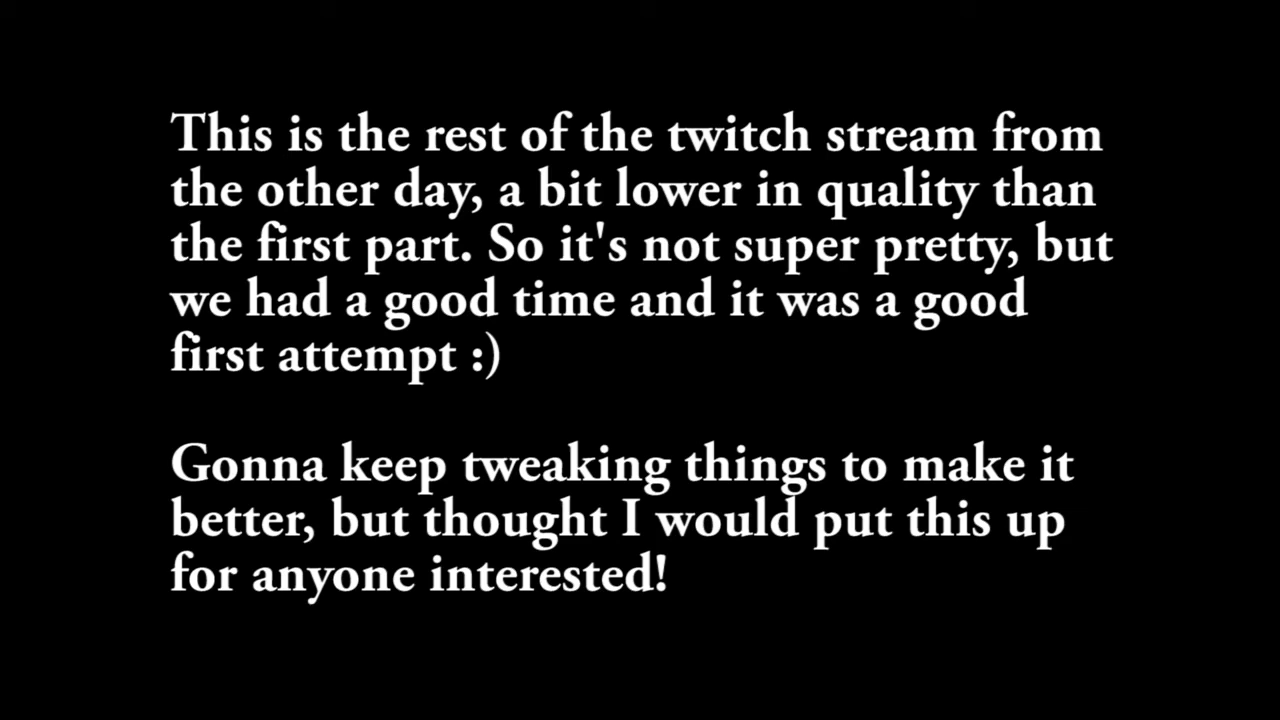 This is the rest of the twitch stream from
the other day, a bit lower in quality than
the first part. So it's not super pretty, but
we had a good time and it was a good
first attempt :)
Gonna keep tweaking things to make it
better, but thought I would put this up
for anyone interested!